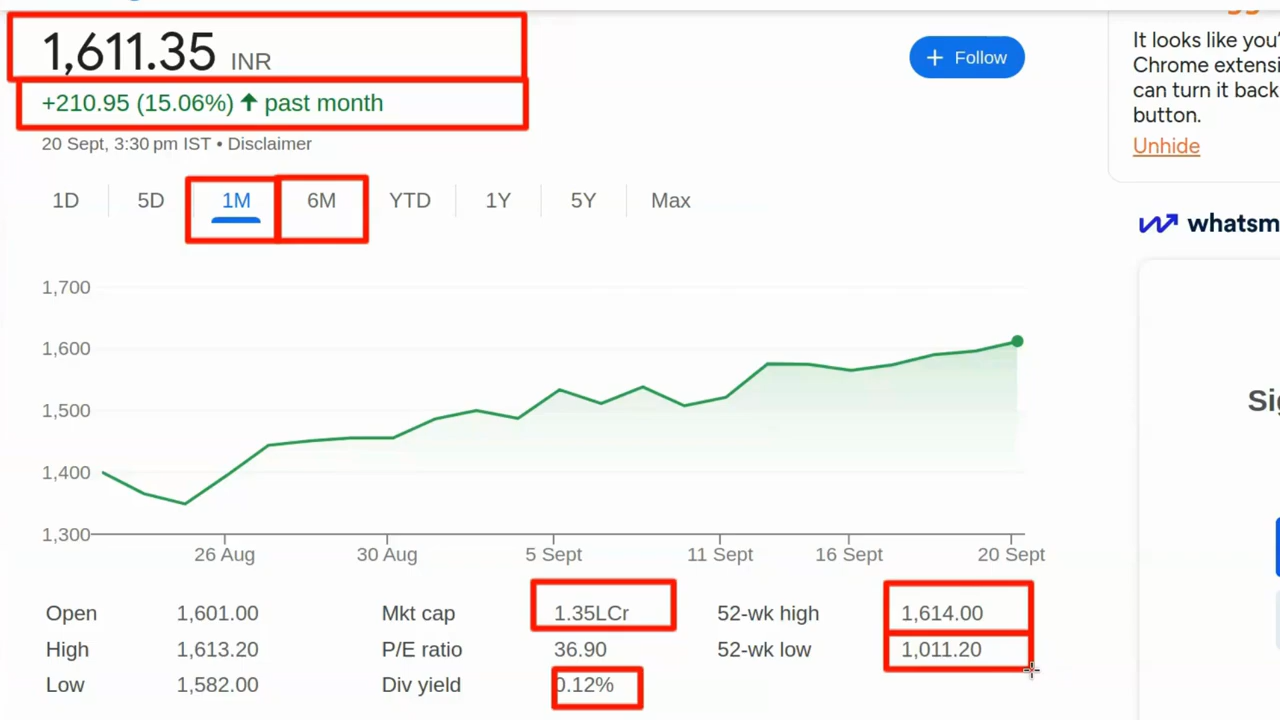 1,611.35 INR
+ Follow
+210.95 (15.06%) ↑ past month
20 Sept, 3:30 pm IST • Disclaimer
1D 5D 1M 6M YTD 1Y 5Y Max
1,700
1,600
1,500
1,400
1,300
26 Aug 30 Aug 5 Sept 11 Sept 16 Sept 20 Sept
Open 1,601.00 Mkt cap 1.35LCr 52-wk high 1,614.00
High 1,613.20 P/E ratio 36.90 52-wk low 1,011.20
Low 1,582.00 Div yield 0.12%
It looks like you'
Chrome extensi
can turn it back
button.
Unhide
whatsm
Sig